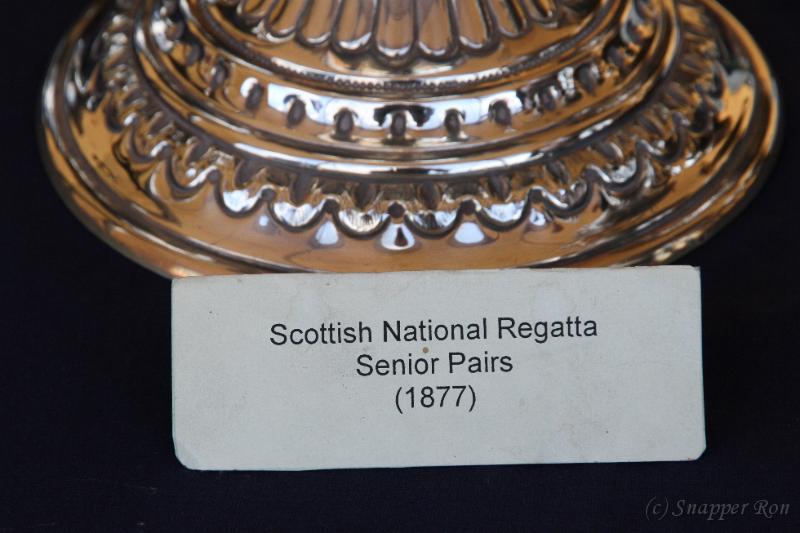 Scottish National Regatta
Senior Pairs
(1877)
(c) Snapper Ron